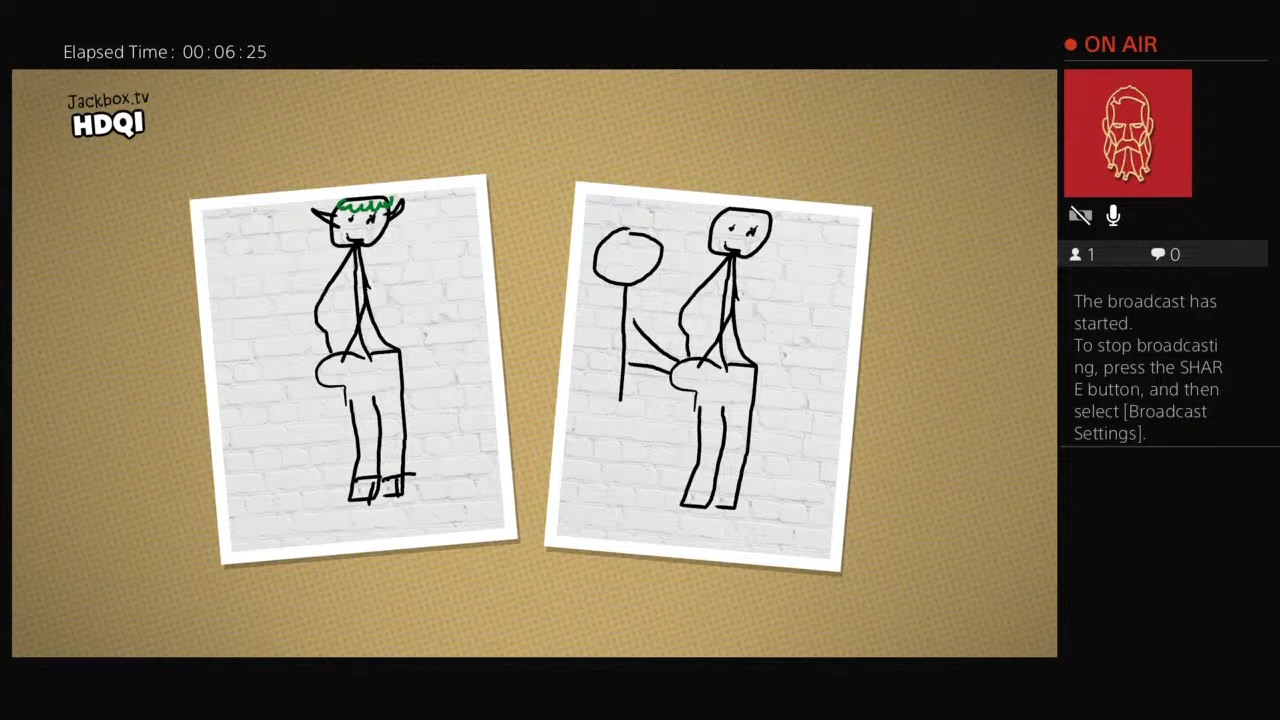 Elapsed Time: 00:06:25
ON AIR
Jackbox.tv
HDQI
1
0
The broadcast has
started.
To stop broadcasti
ng, press the SHAR
E button, and then
select [Broadcast
Settings].